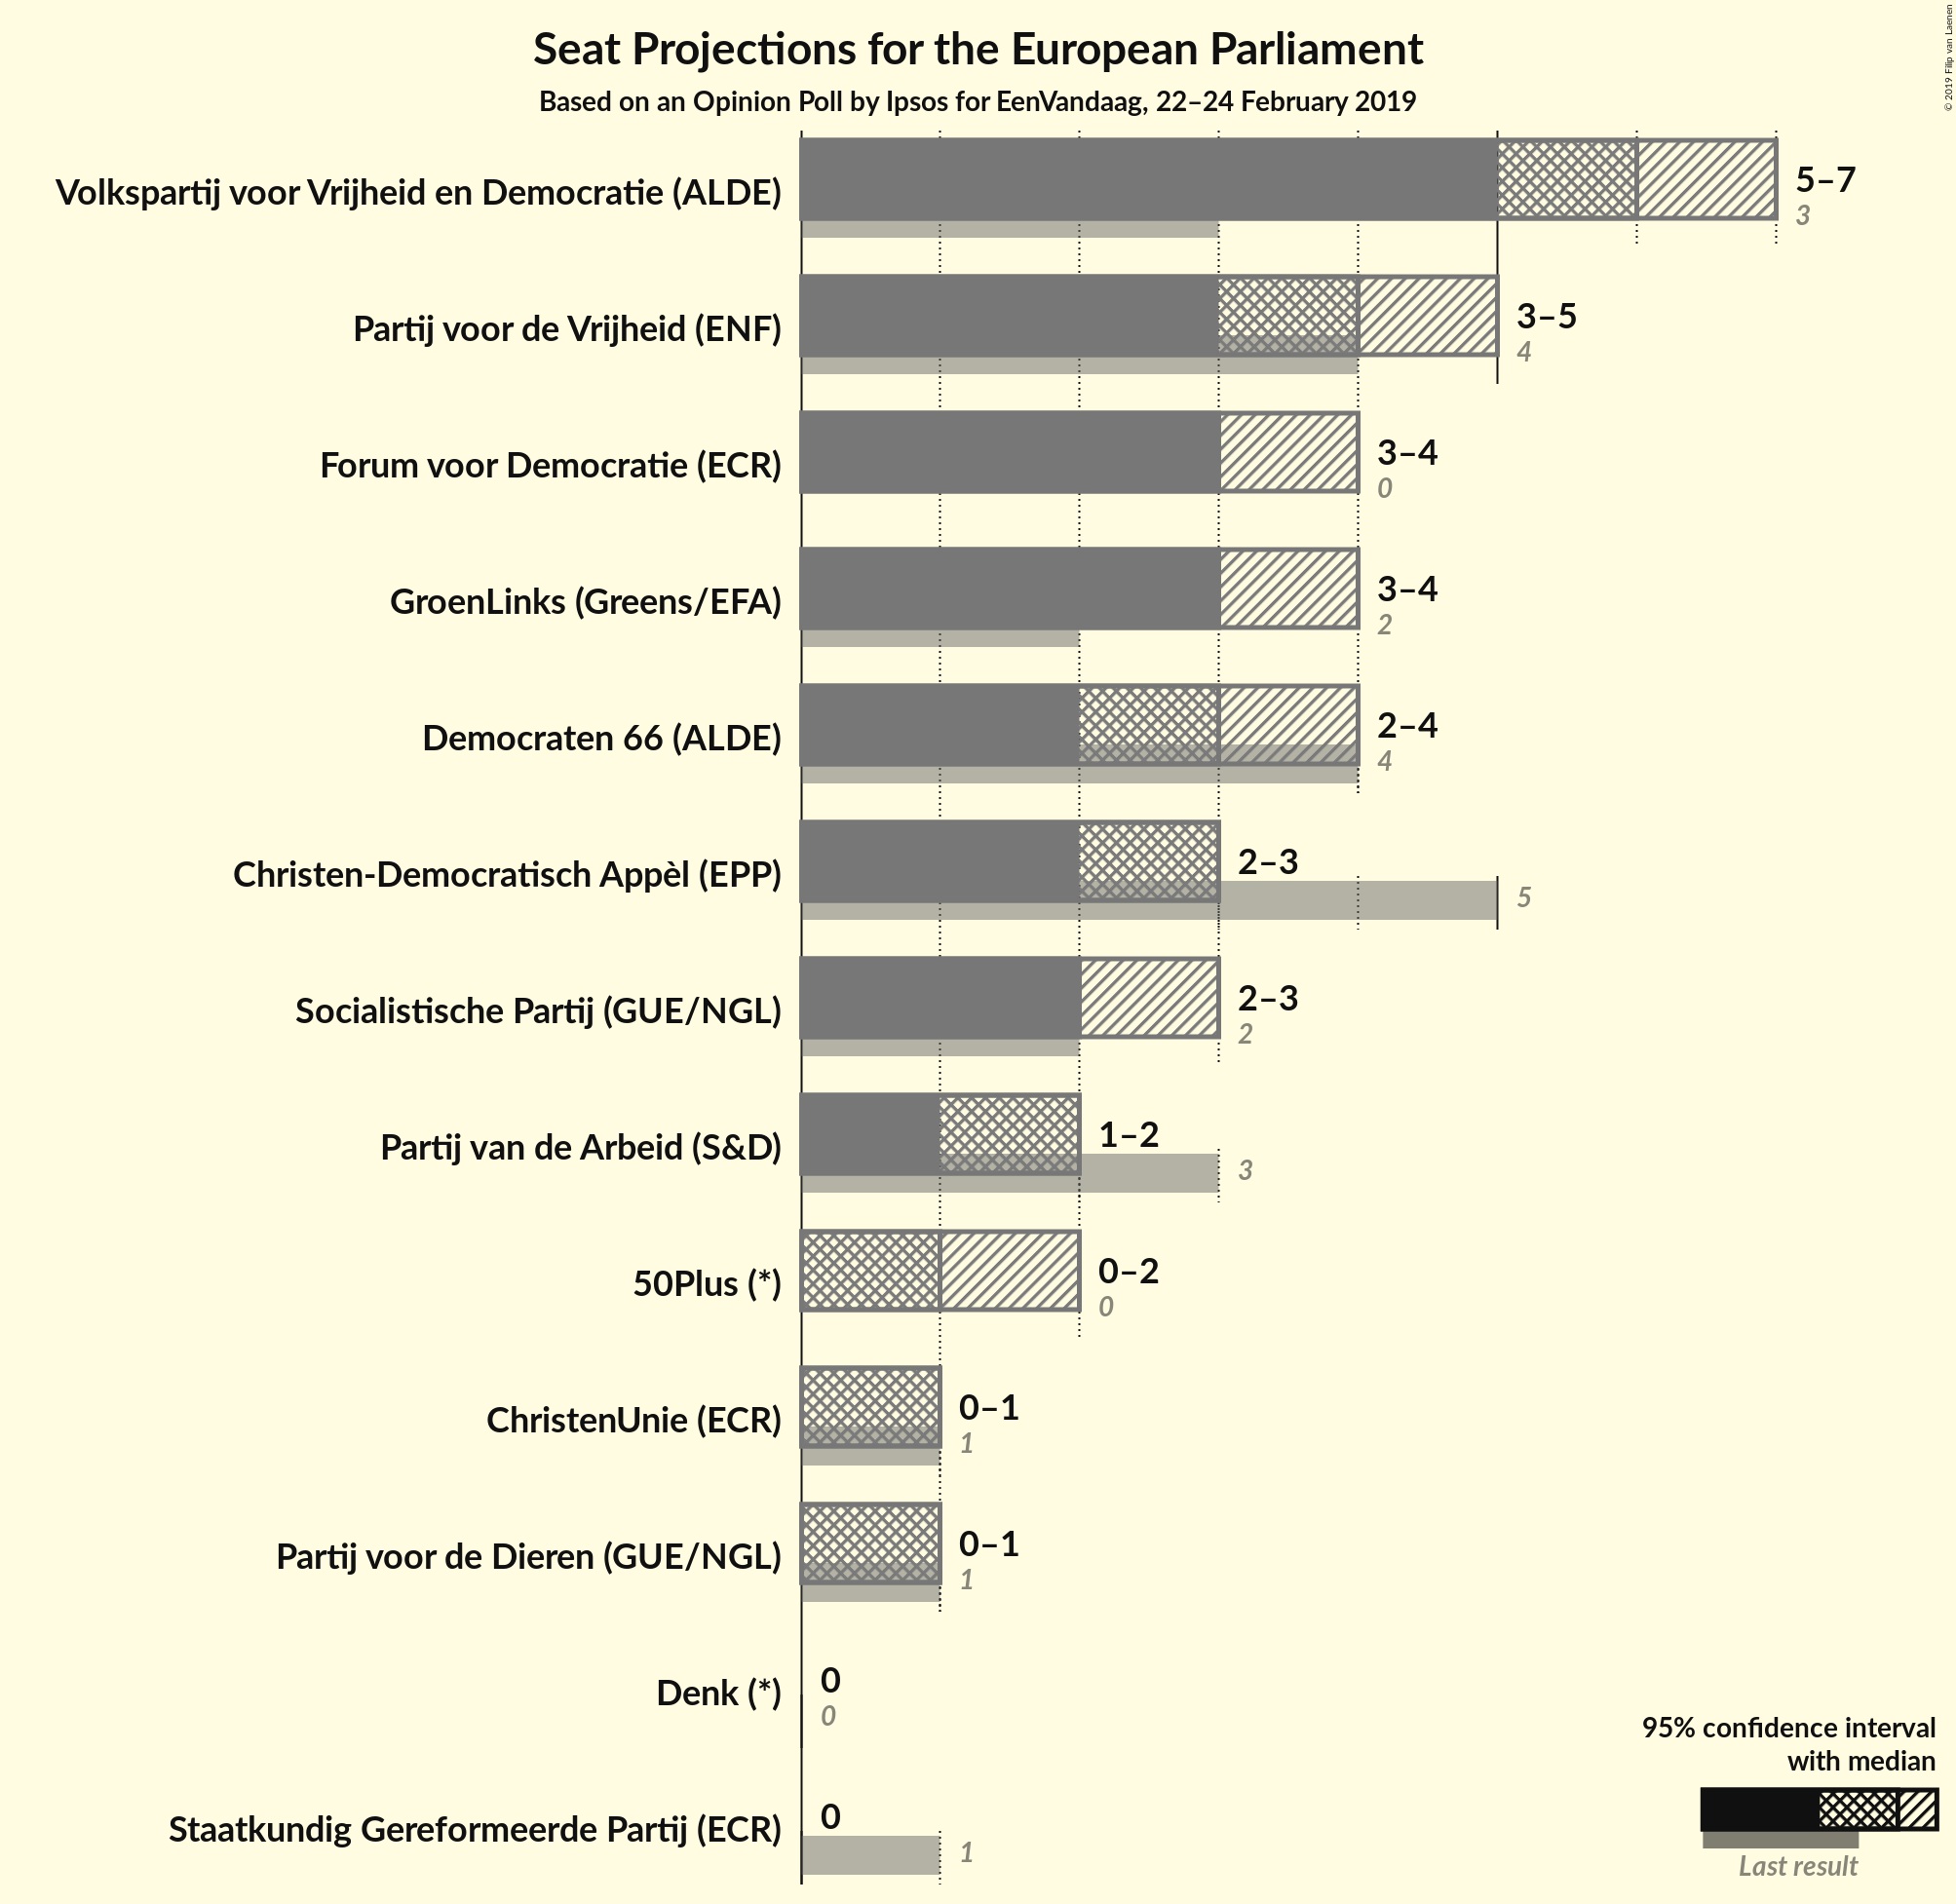 Seat Projections for the European Parliament
Based on an Opinion Poll by Ipsos for EenVandaag, 22–24 February 2019
© 2019 Filip van Laenen
Volkspartij voor Vrijheid en Democratie (ALDE)
5–7
3
Partij voor de Vrijheid (ENF)
3–5
4
Forum voor Democratie (ECR)
3–4
0
GroenLinks (Greens/EFA)
3–4
2
Democraten 66 (ALDE)
2–4
4
Christen-Democratisch Appèl (EPP)
2–3
5
Socialistische Partij (GUE/NGL)
2–3
2
Partij van de Arbeid (S&D)
1–2
3
50Plus (*)
0–2
0
ChristenUnie (ECR)
0–1
1
Partij voor de Dieren (GUE/NGL)
0–1
1
Denk (*)
0
0
Staatkundig Gereformeerde Partij (ECR)
0
1
95% confidence interval
with median
Last result